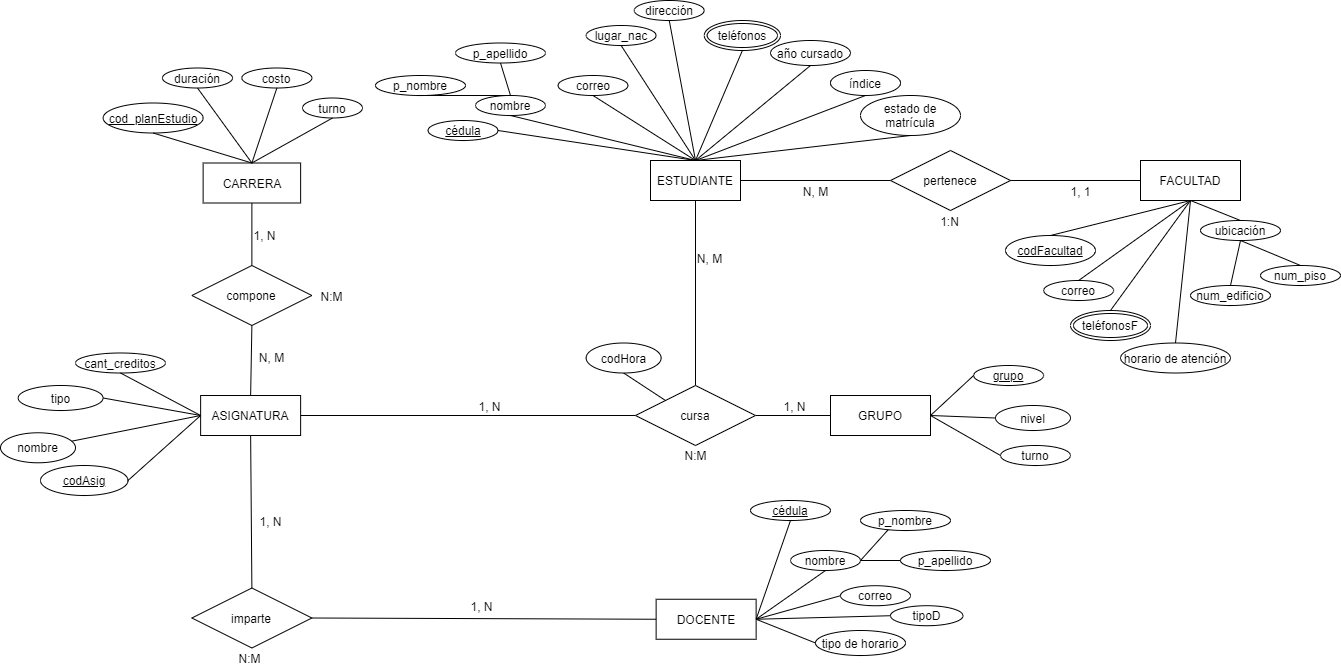 dirección
lugar_nac
teléfonos
p_apellido
año cursado
duración
costo
p_nombre
correo
índice
nombre
cod_planEstudio
turno
estado de
matrícula
cédula
CARRERA
ESTUDIANTE
pertenece
FACULTAD
N, M
1, 1
1:N
1, N
codFacultad
ubicación
N, M
num_piso
correo
num_edificio
compone
N:M
teléfonosF
N, M
codHora
horario de atención
cant_creditos
grupo
tipo
1, N
1, N
ASIGNATURA
cursa
GRUPO
nivel
nombre
N:M
turno
codAsig
cédula
1, N
p_nombre
nombre
p_apellido
correo
1, N
tipoD
imparte
DOCENTE
tipo de horario
N:M